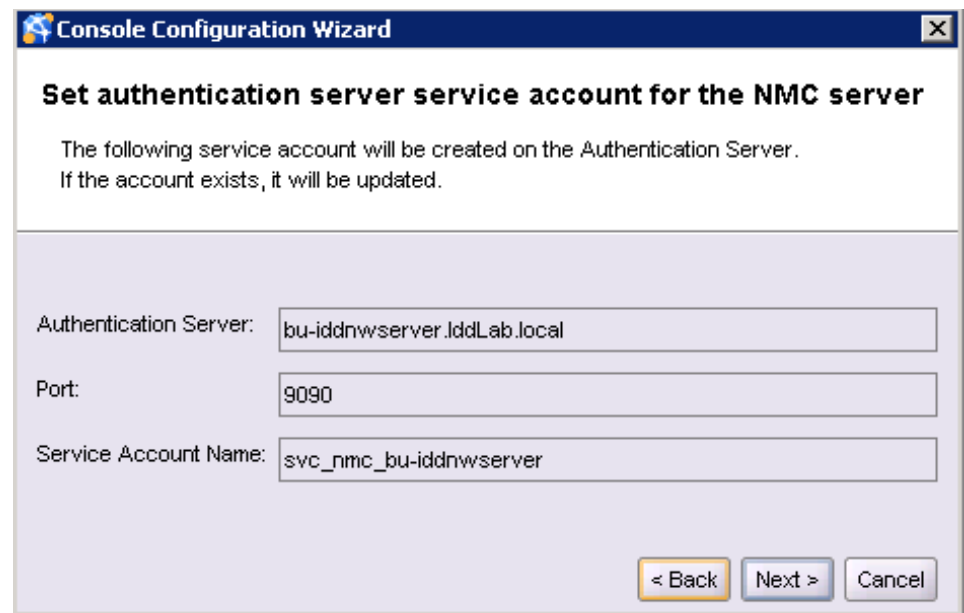 Console Configuration Wizard
Set authentication server service account for the NMC server
The following service account will be created on the Authentication Server.
If the account exists, it will be updated.
Authentication Server: bu-iddnwserver.IddLab.local
Port: 9090
Service Account Name: svc_nmc_bu-iddnwserver
< Back Next > Cancel